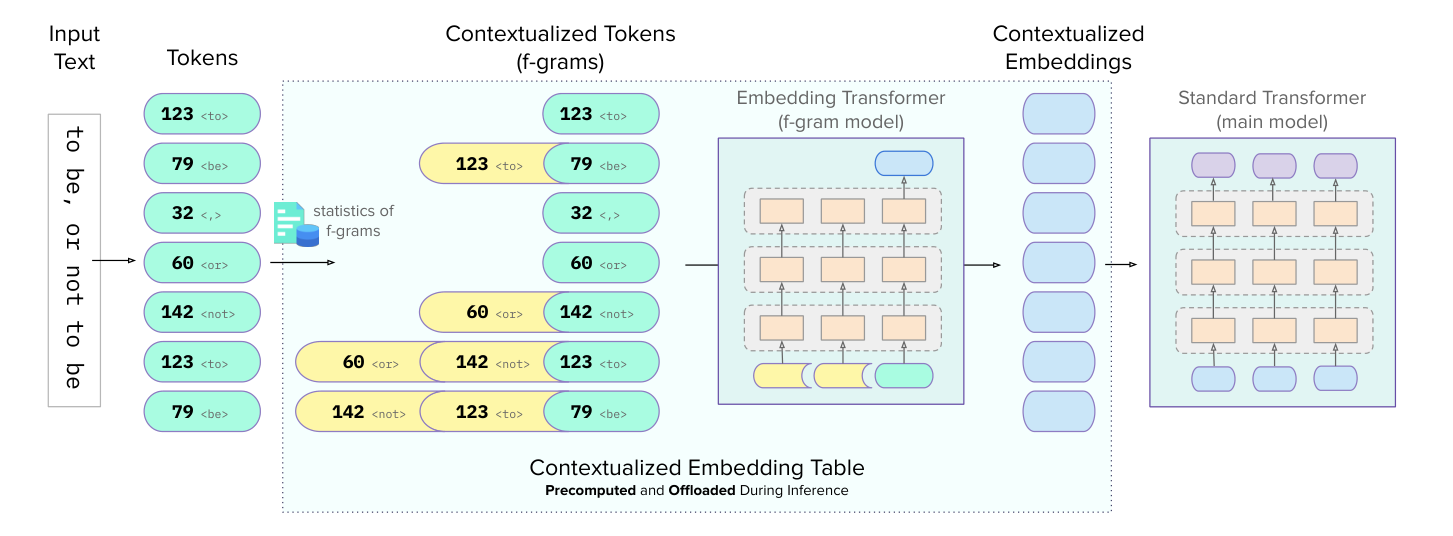 Input
Text
Tokens
Contextualized Tokens
(f-grams)
Contextualized
Embeddings
to be, or not to be
123 <to>
79 <be>
32 <,>
60 <or>
142 <not>
123 <to>
79 <be>
statistics of
f-grams
123 <to>
123 <to> 79 <be>
32 <,>
60 <or>
60 <or> 142 <not>
60 <or> 142 <not> 123 <to>
142 <not> 123 <to> 79 <be>
Embedding Transformer
(f-gram model)
Standard Transformer
(main model)
Contextualized Embedding Table
Precomputed and Offloaded During Inference